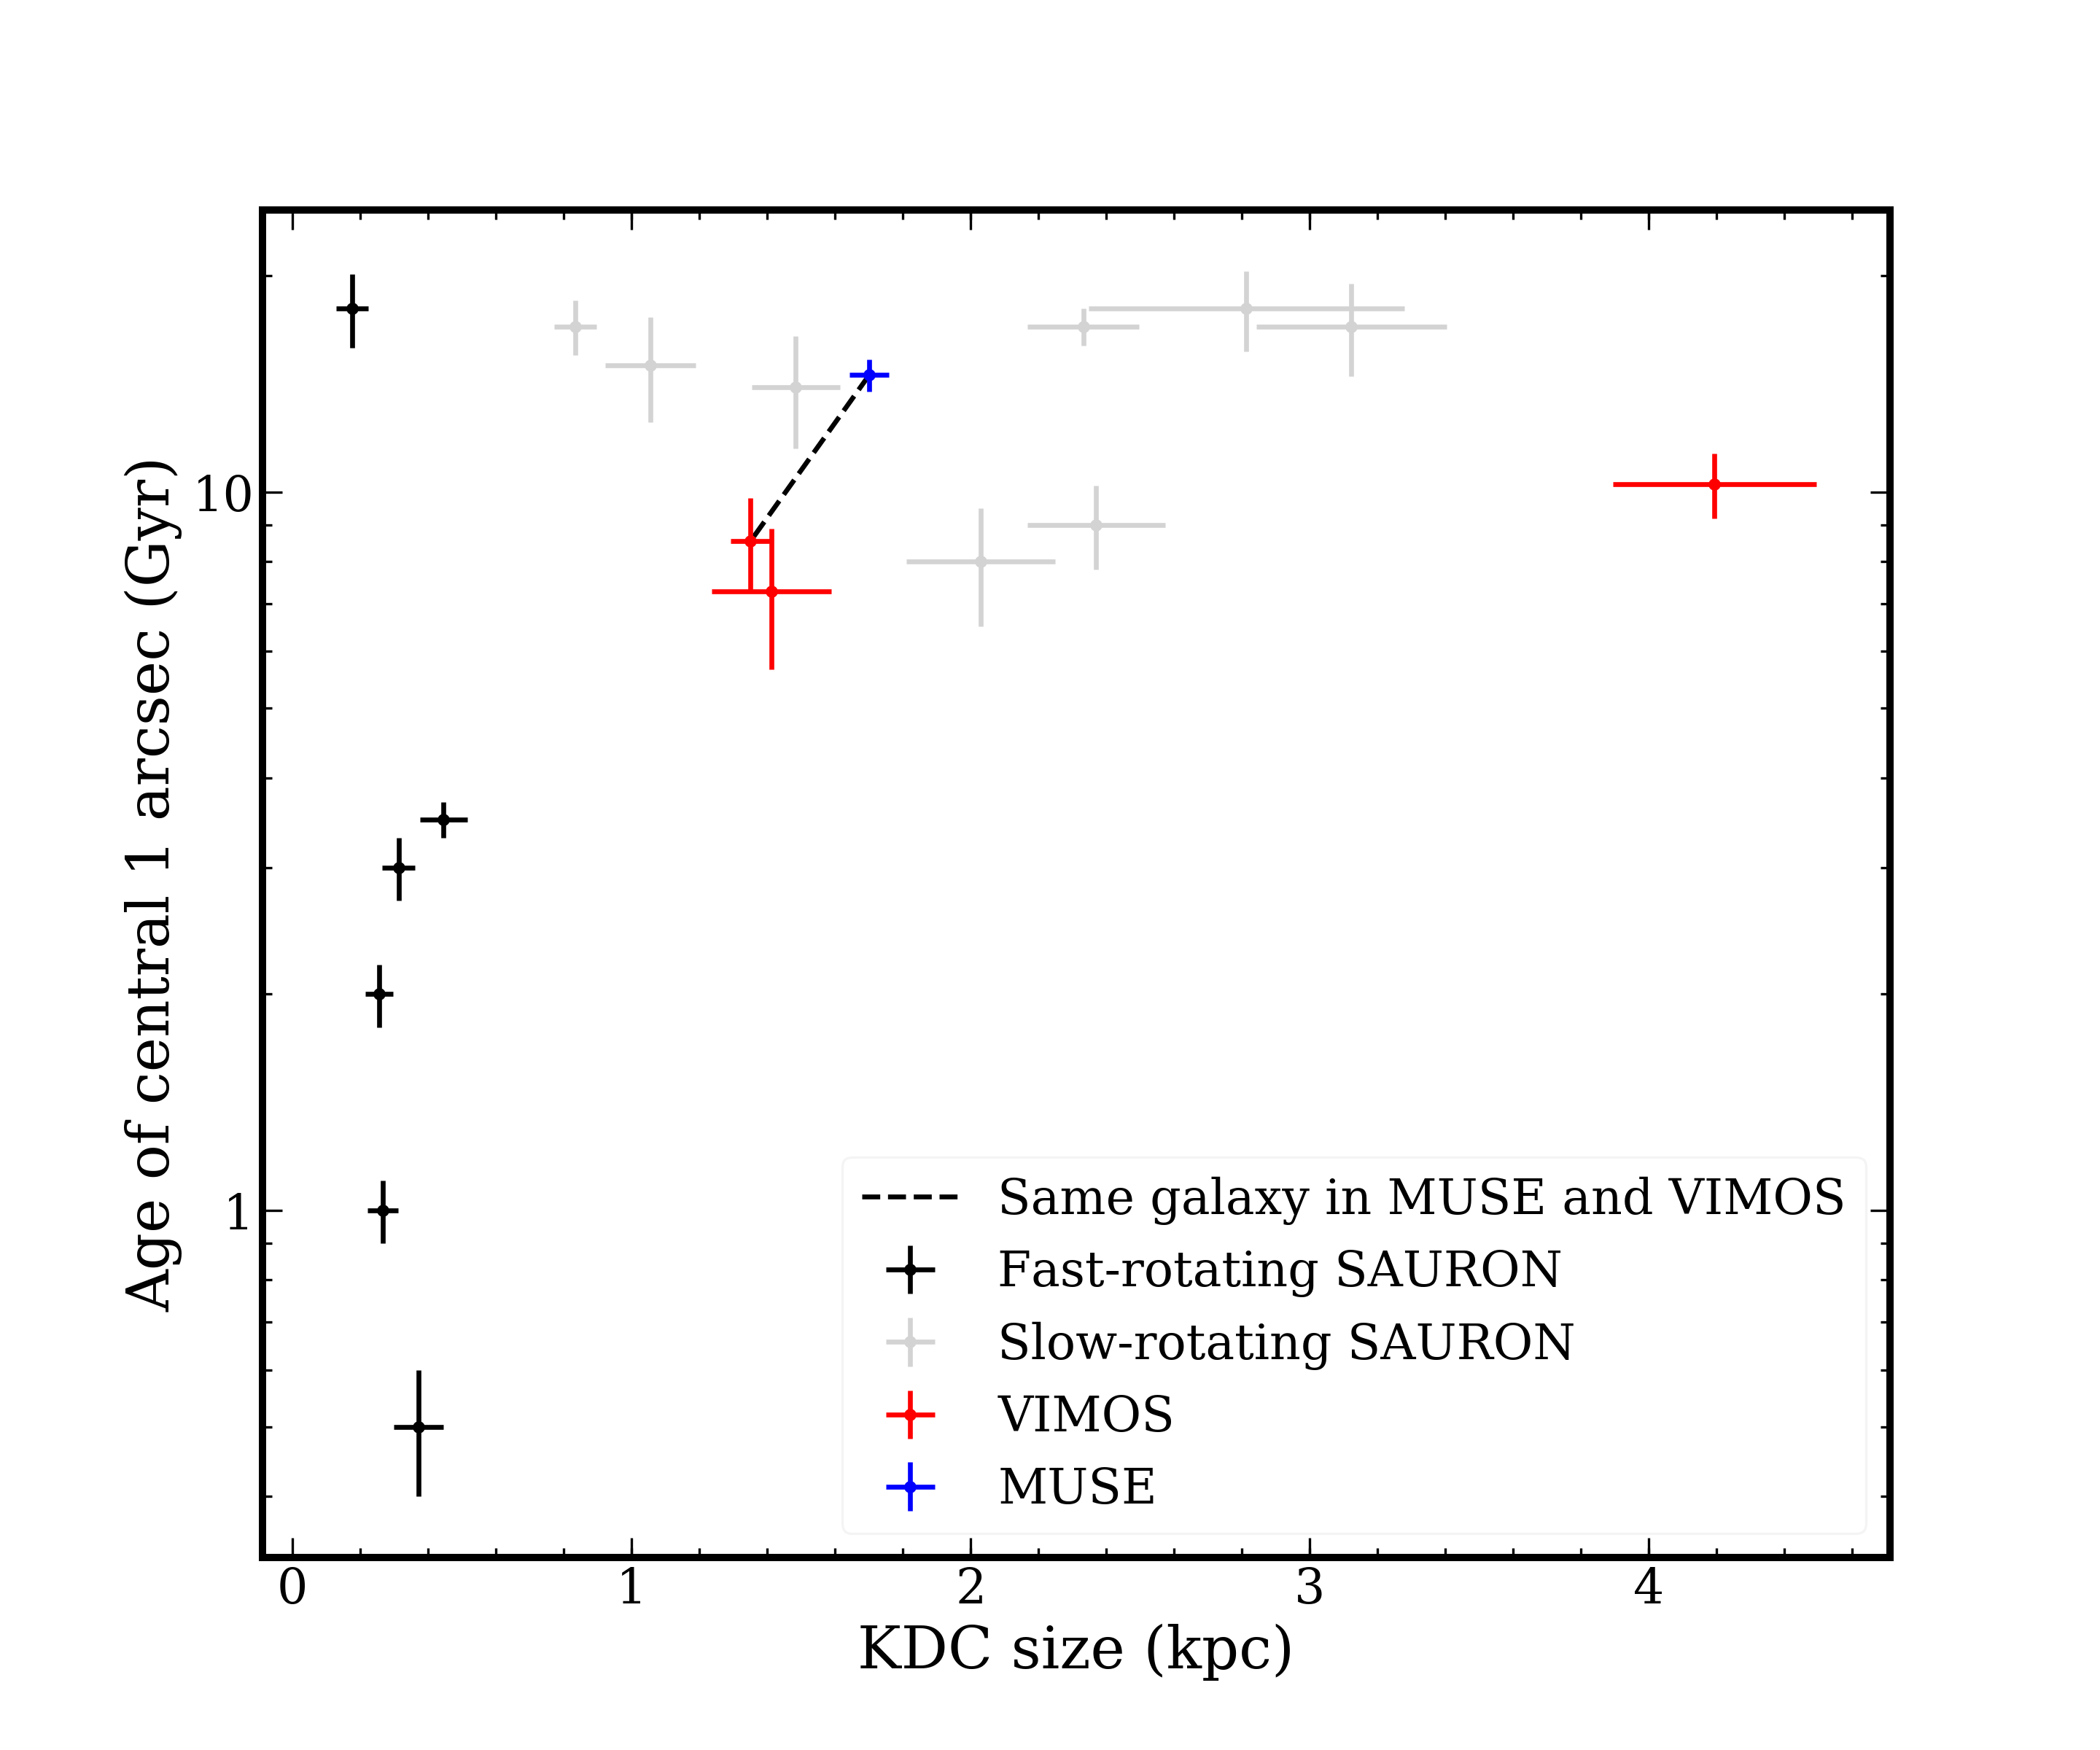 Age of central 1 arcsec (Gyr)
10
1
Same galaxy in MUSE and VIMOS
Fast-rotating SAURON
Slow-rotating SAURON
VIMOS
MUSE
0 1 2 3 4
KDC size (kpc)